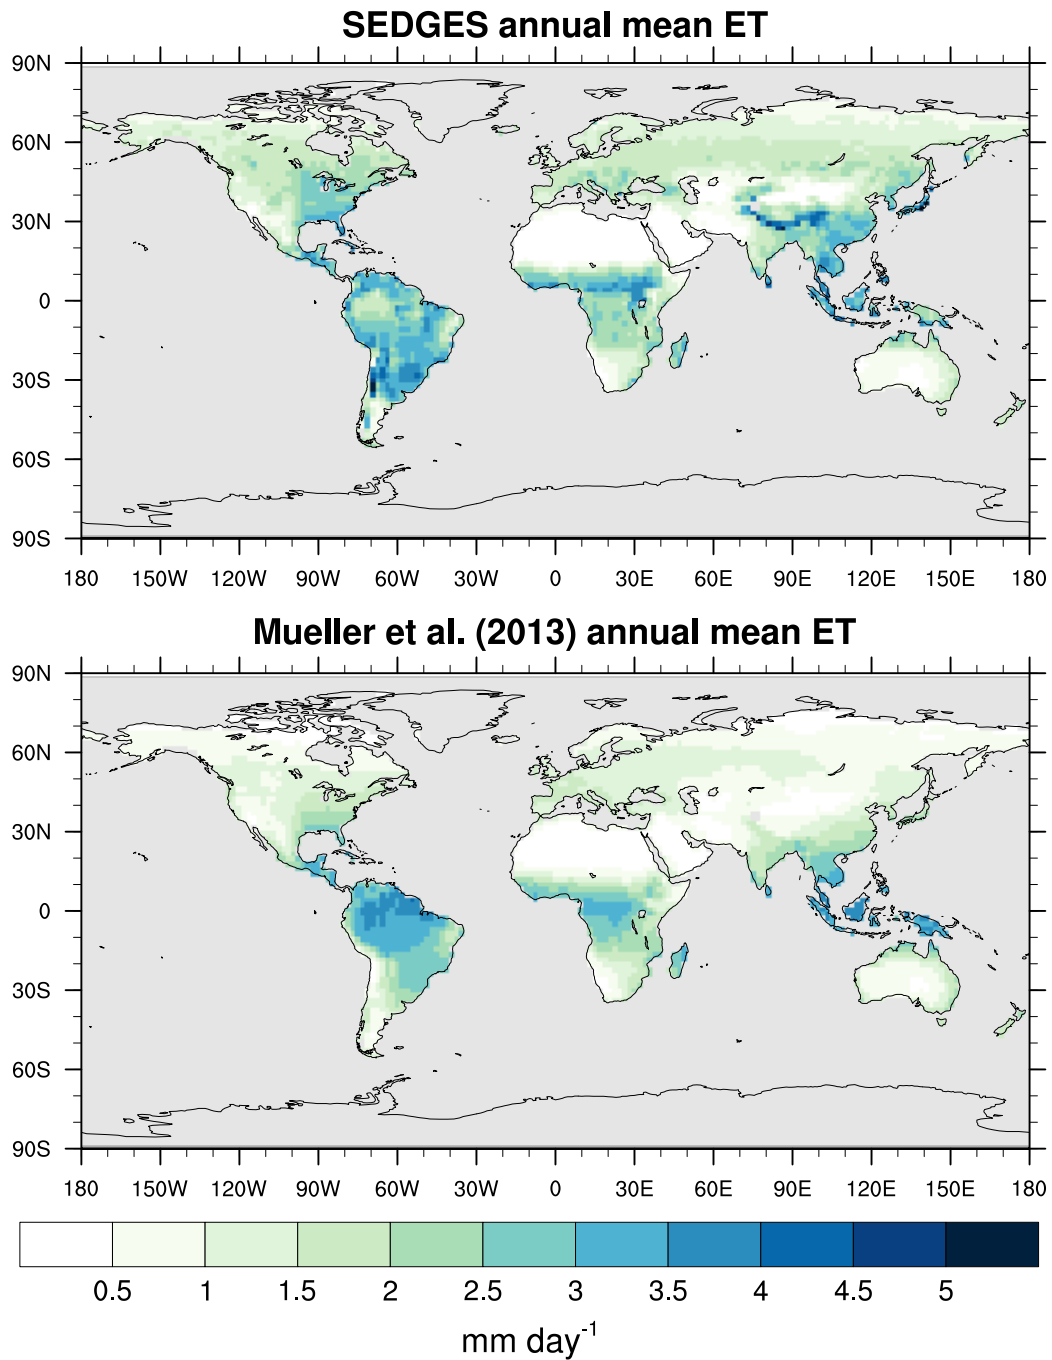 SEDGES annual mean ET
90N
60N
30N
0
30S
60S
90S
180 150W 120W 90W 60W 30W 0 30E 60E 90E 120E 150E 180
Mueller et al. (2013) annual mean ET
90N
60N
30N
0
30S
60S
90S
180 150W 120W 90W 60W 30W 0 30E 60E 90E 120E 150E 180
0.5 1 1.5 2 2.5 3 3.5 4 4.5 5
mm day⁻¹